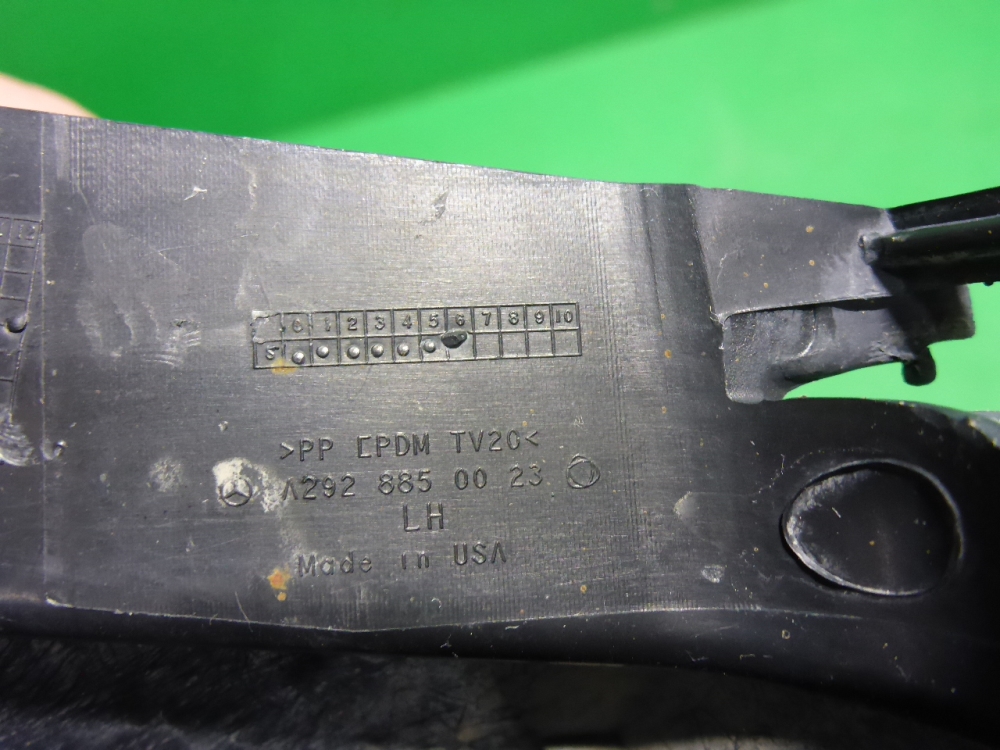 0 1 2 3 4 5 6 7 8 9 10
S
>PP EPDM TV20<
A292 885 00 23
LH
Made in USA